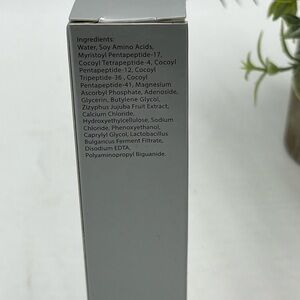 Ingredients:
Water, Soy Amino Acids,
Myristoyl Pentapeptide-17,
Cocoyl Tetrapeptide-4, Cocoyl
Pentapeptide-12, Cocoyl
Tripeptide-36 , Cocoyl
Pentapeptide-41, Magnesium
Ascorbyl Phosphate, Adenoside,
Glycerin, Butylene Glycol,
Zizyphus Jujuba Fruit Extract,
Calcium Chloride,
Hydroxyethylcellulose, Sodium
Chloride, Phenoxyethanol,
Caprylyl Glycol, Lactobacillus
Bulgaricus Ferment Filtrate,
Disodium EDTA,
Polyaminopropyl Biguanide.